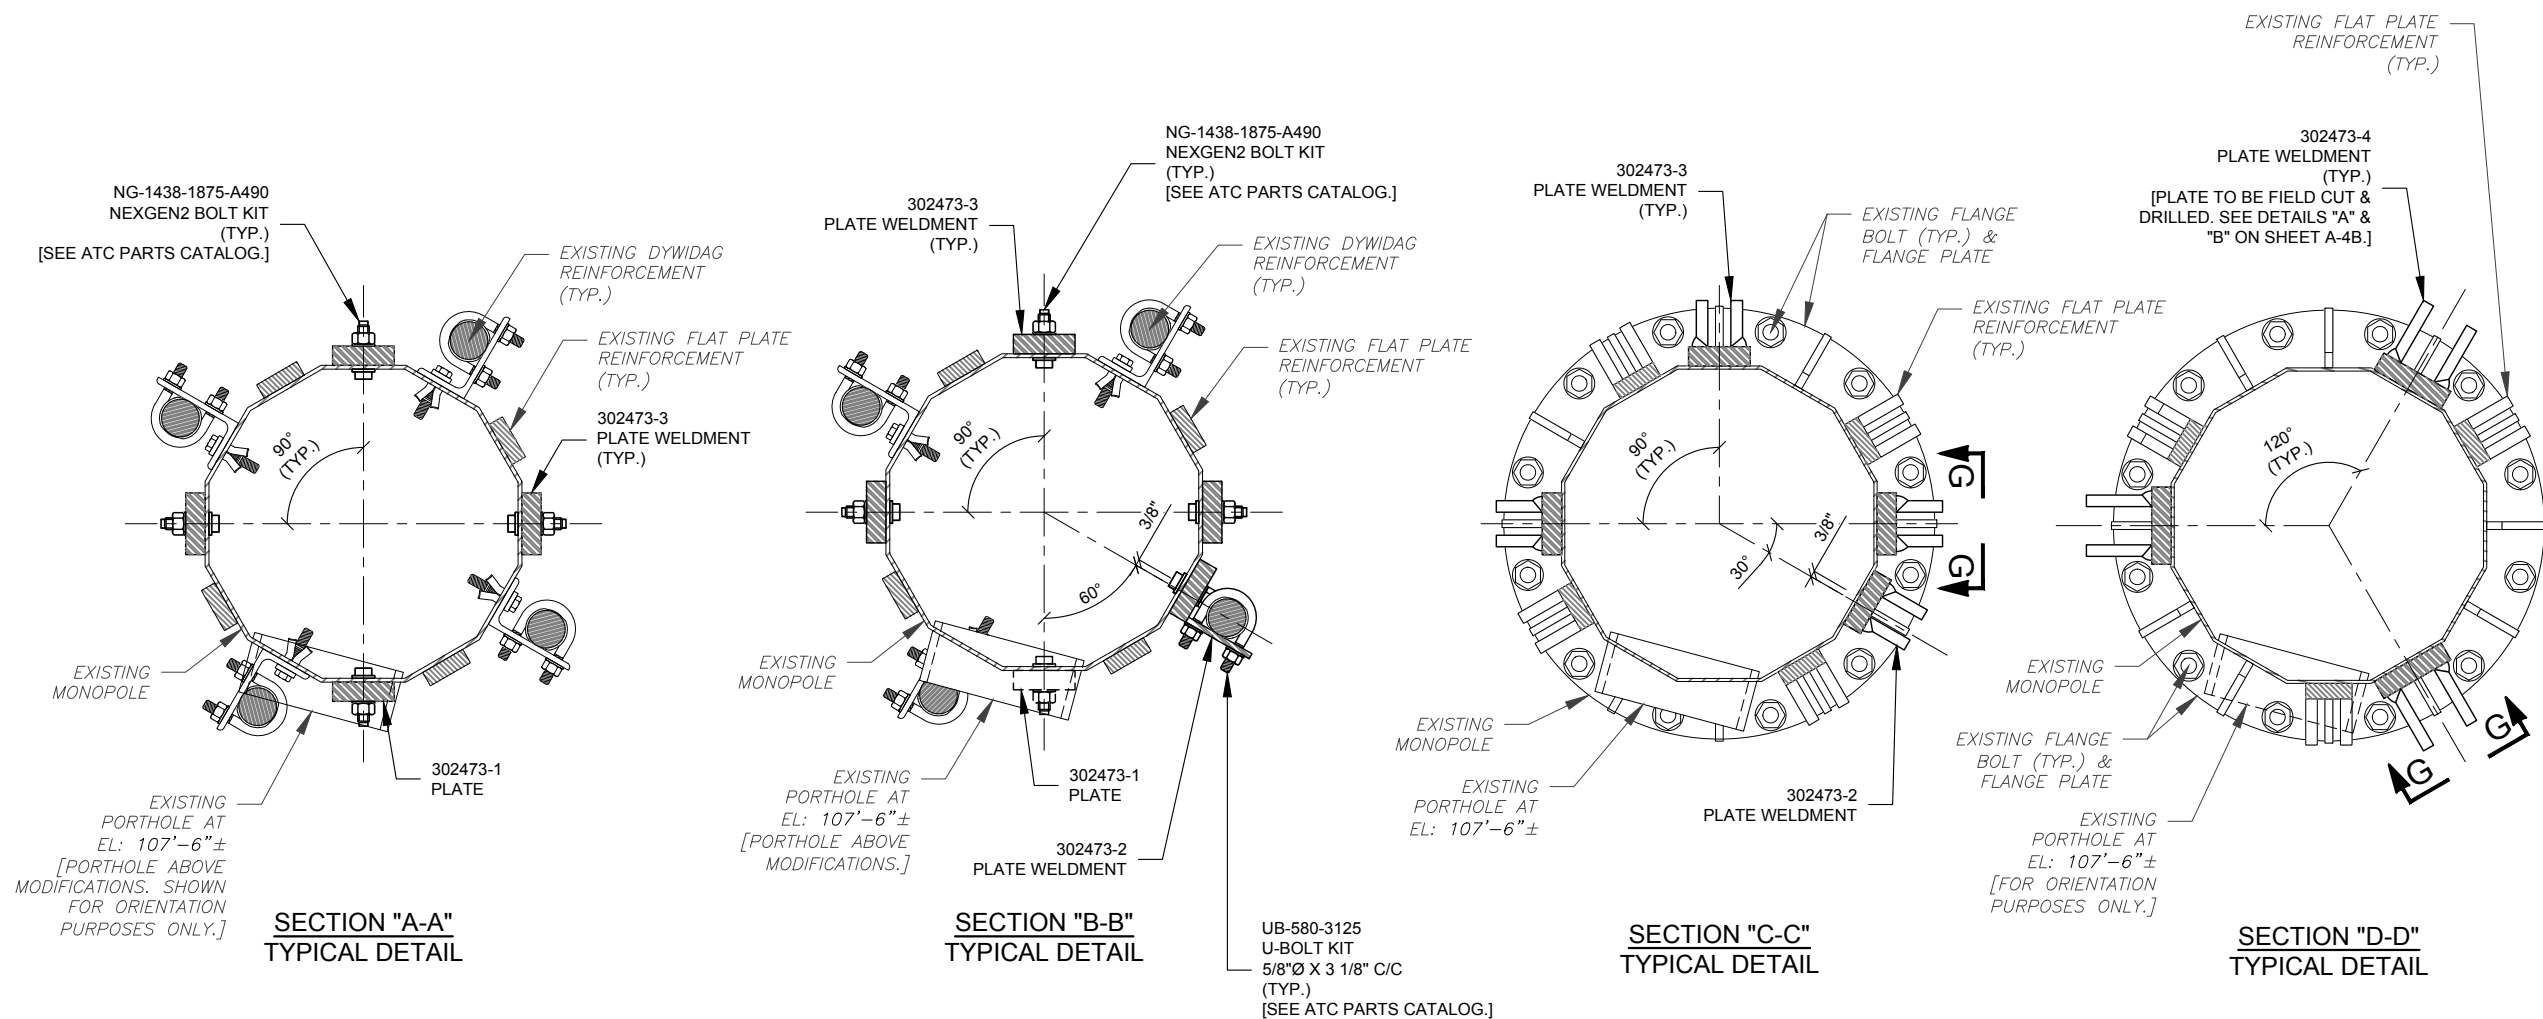 NG-1438-1875-A490
NEXGEN2 BOLT KIT
(TYP.)
[SEE ATC PARTS CATALOG.]
EXISTING DYWIDAG
REINFORCEMENT
(TYP.)
EXISTING FLAT PLATE
REINFORCEMENT
(TYP.)
302473-3
PLATE WELDMENT
(TYP.)
90°
(TYP.)
EXISTING
MONOPOLE
302473-1
PLATE
EXISTING
PORTHOLE AT
EL: 107'-6"±
[PORTHOLE ABOVE
MODIFICATIONS. SHOWN
FOR ORIENTATION
PURPOSES ONLY.]
SECTION "A-A"
TYPICAL DETAIL
NG-1438-1875-A490
NEXGEN2 BOLT KIT
(TYP.)
[SEE ATC PARTS CATALOG.]
302473-3
PLATE WELDMENT
(TYP.)
EXISTING DYWIDAG
REINFORCEMENT
(TYP.)
EXISTING FLAT PLATE
REINFORCEMENT
(TYP.)
90°
(TYP.)
3/8"
60°
EXISTING
MONOPOLE
EXISTING
PORTHOLE AT
EL: 107'-6"±
[PORTHOLE ABOVE
MODIFICATIONS.]
302473-1
PLATE
302473-2
PLATE WELDMENT
UB-580-3125
U-BOLT KIT
5/8"Ø X 3 1/8" C/C
(TYP.)
[SEE ATC PARTS CATALOG.]
SECTION "B-B"
TYPICAL DETAIL
302473-3
PLATE WELDMENT
(TYP.)
EXISTING FLANGE
BOLT (TYP.) &
FLANGE PLATE
EXISTING FLAT PLATE
REINFORCEMENT
(TYP.)
90°
(TYP.)
3/8"
30°
G
G
EXISTING
MONOPOLE
EXISTING
PORTHOLE AT
EL: 107'-6"±
302473-2
PLATE WELDMENT
SECTION "C-C"
TYPICAL DETAIL
EXISTING FLAT PLATE
REINFORCEMENT
(TYP.)
302473-4
PLATE WELDMENT
(TYP.)
[PLATE TO BE FIELD CUT &
DRILLED. SEE DETAILS "A" &
"B" ON SHEET A-4B.]
120°
(TYP.)
EXISTING
MONOPOLE
EXISTING FLANGE
BOLT (TYP.) &
FLANGE PLATE
G
G
EXISTING
PORTHOLE AT
EL: 107'-6"±
[FOR ORIENTATION
PURPOSES ONLY.]
SECTION "D-D"
TYPICAL DETAIL